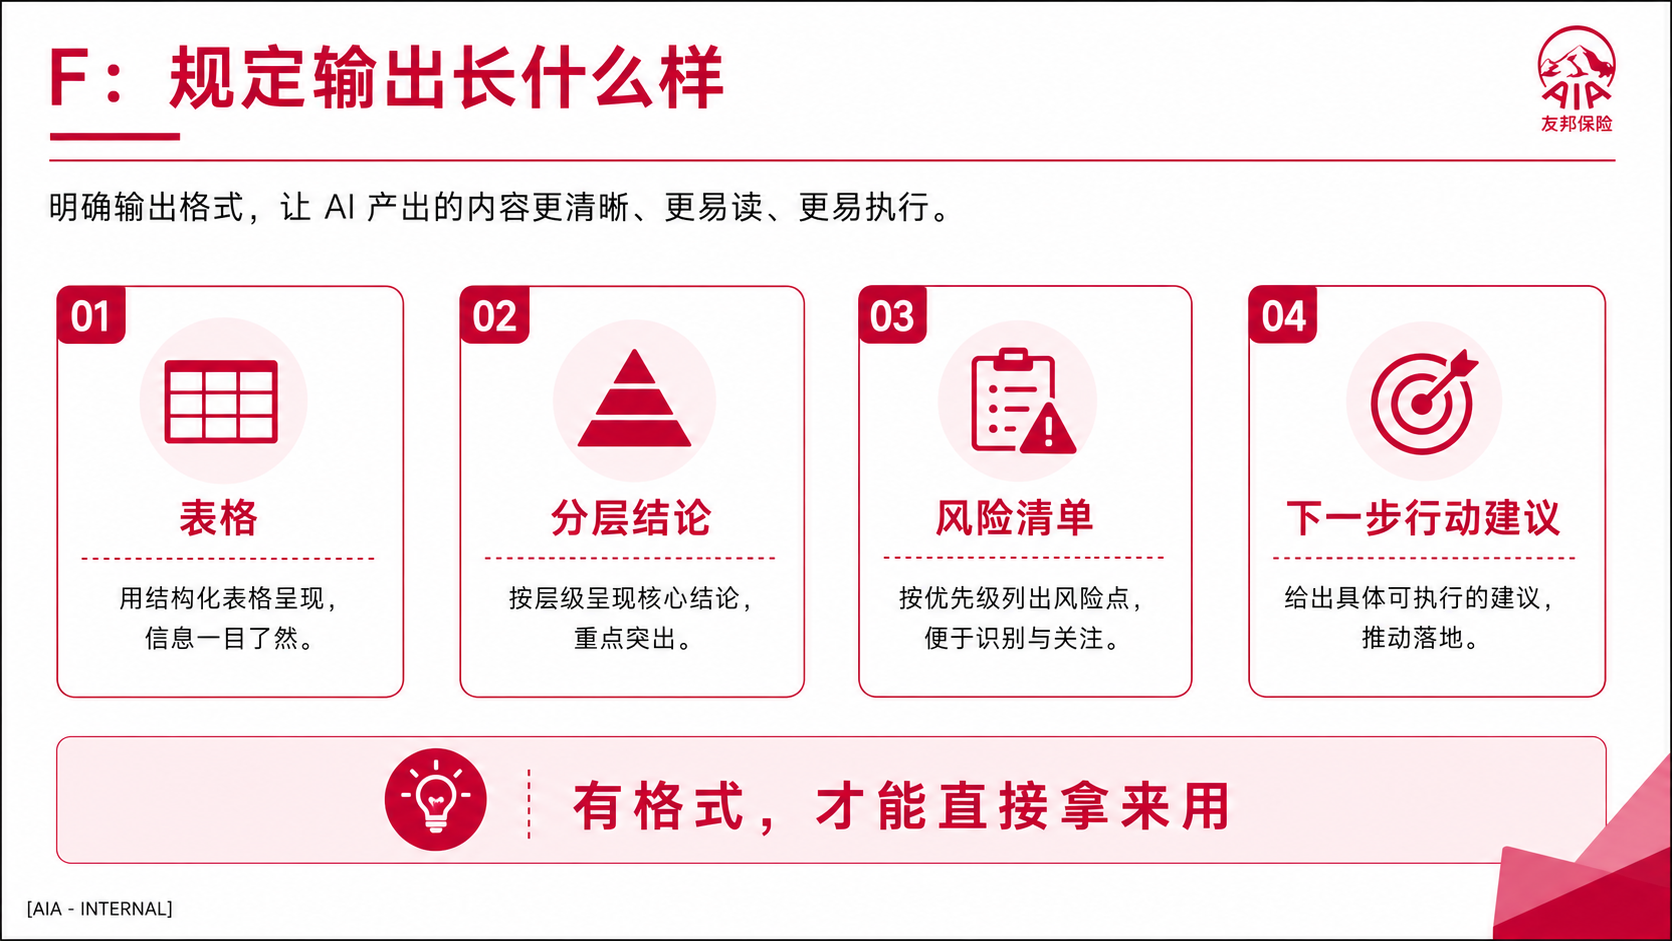 F：规定输出长什么样
AIA
友邦保险
明确输出格式，让 AI 产出的内容更清晰、更易读、更易执行。
01
表格
用结构化表格呈现，
信息一目了然。
02
分层结论
按层级呈现核心结论，
重点突出。
03
风险清单
按优先级列出风险点，
便于识别与关注。
04
下一步行动建议
给出具体可执行的建议，
推动落地。
有格式，才能直接拿来用
[AIA - INTERNAL]